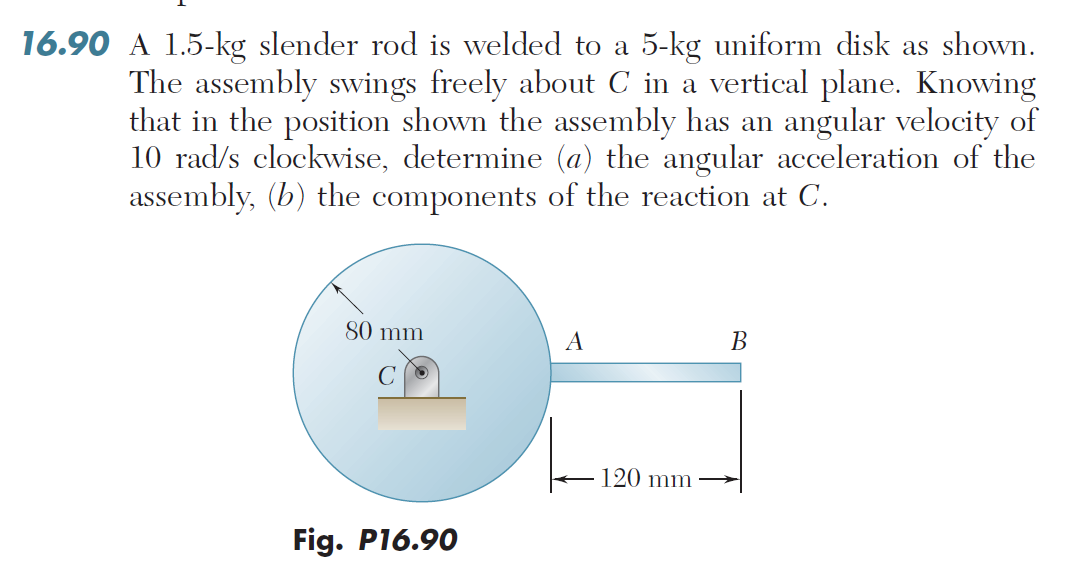 16.90 A 1.5-kg slender rod is welded to a 5-kg uniform disk as shown.
The assembly swings freely about C in a vertical plane. Knowing
that in the position shown the assembly has an angular velocity of
10 rad/s clockwise, determine (a) the angular acceleration of the
assembly, (b) the components of the reaction at C.
80 mm
A
B
C
120 mm
Fig. P16.90